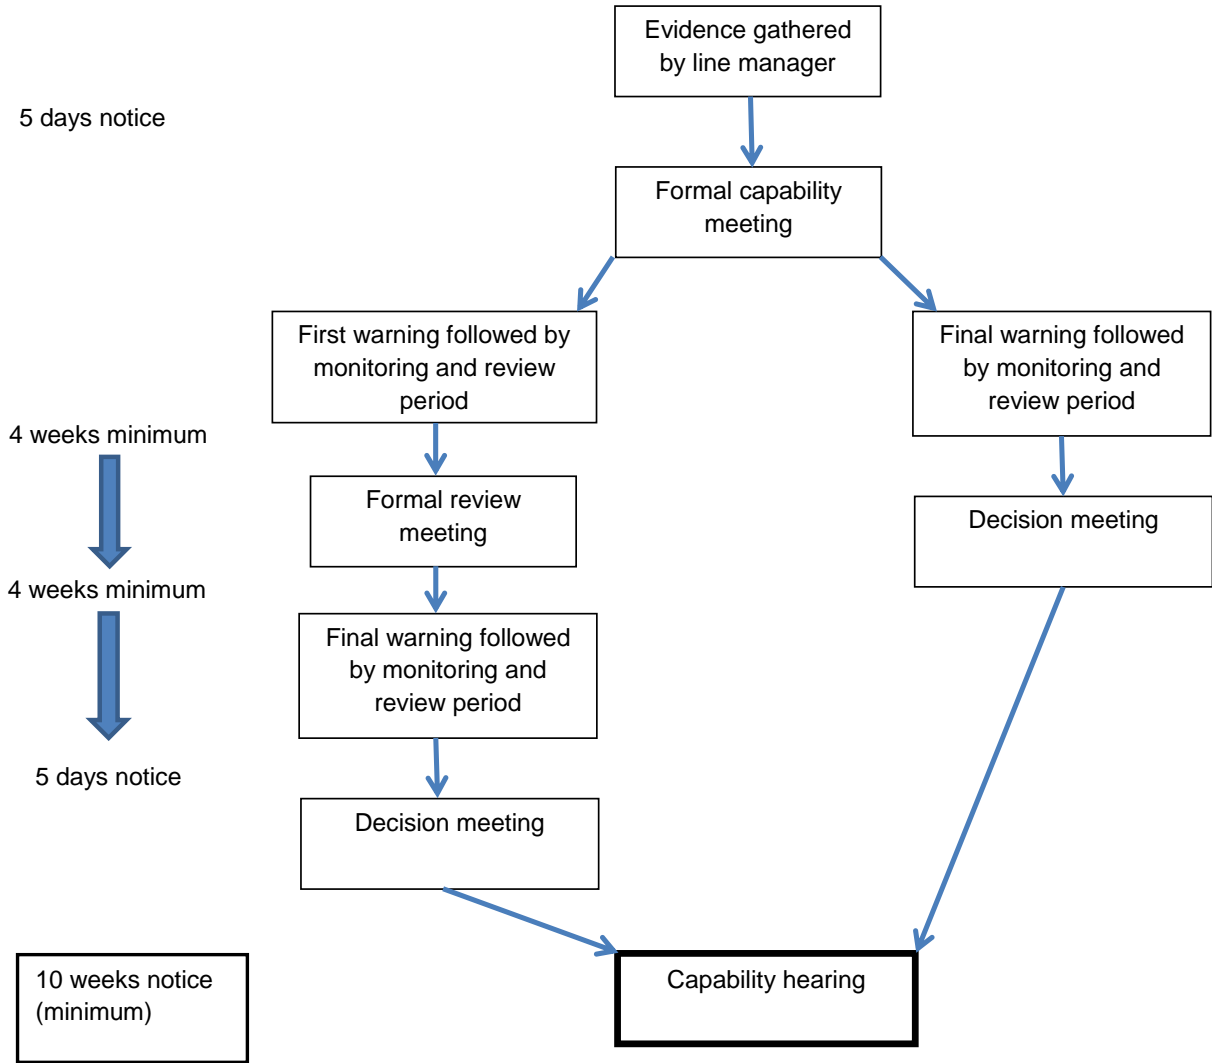 Evidence gathered
by line manager
5 days notice
Formal capability
meeting
First warning followed by
monitoring and review
period
Final warning followed
by monitoring and
review period
4 weeks minimum
Formal review
meeting
Decision meeting
4 weeks minimum
Final warning followed
by monitoring and
review period
5 days notice
Decision meeting
10 weeks notice
(minimum)
Capability hearing